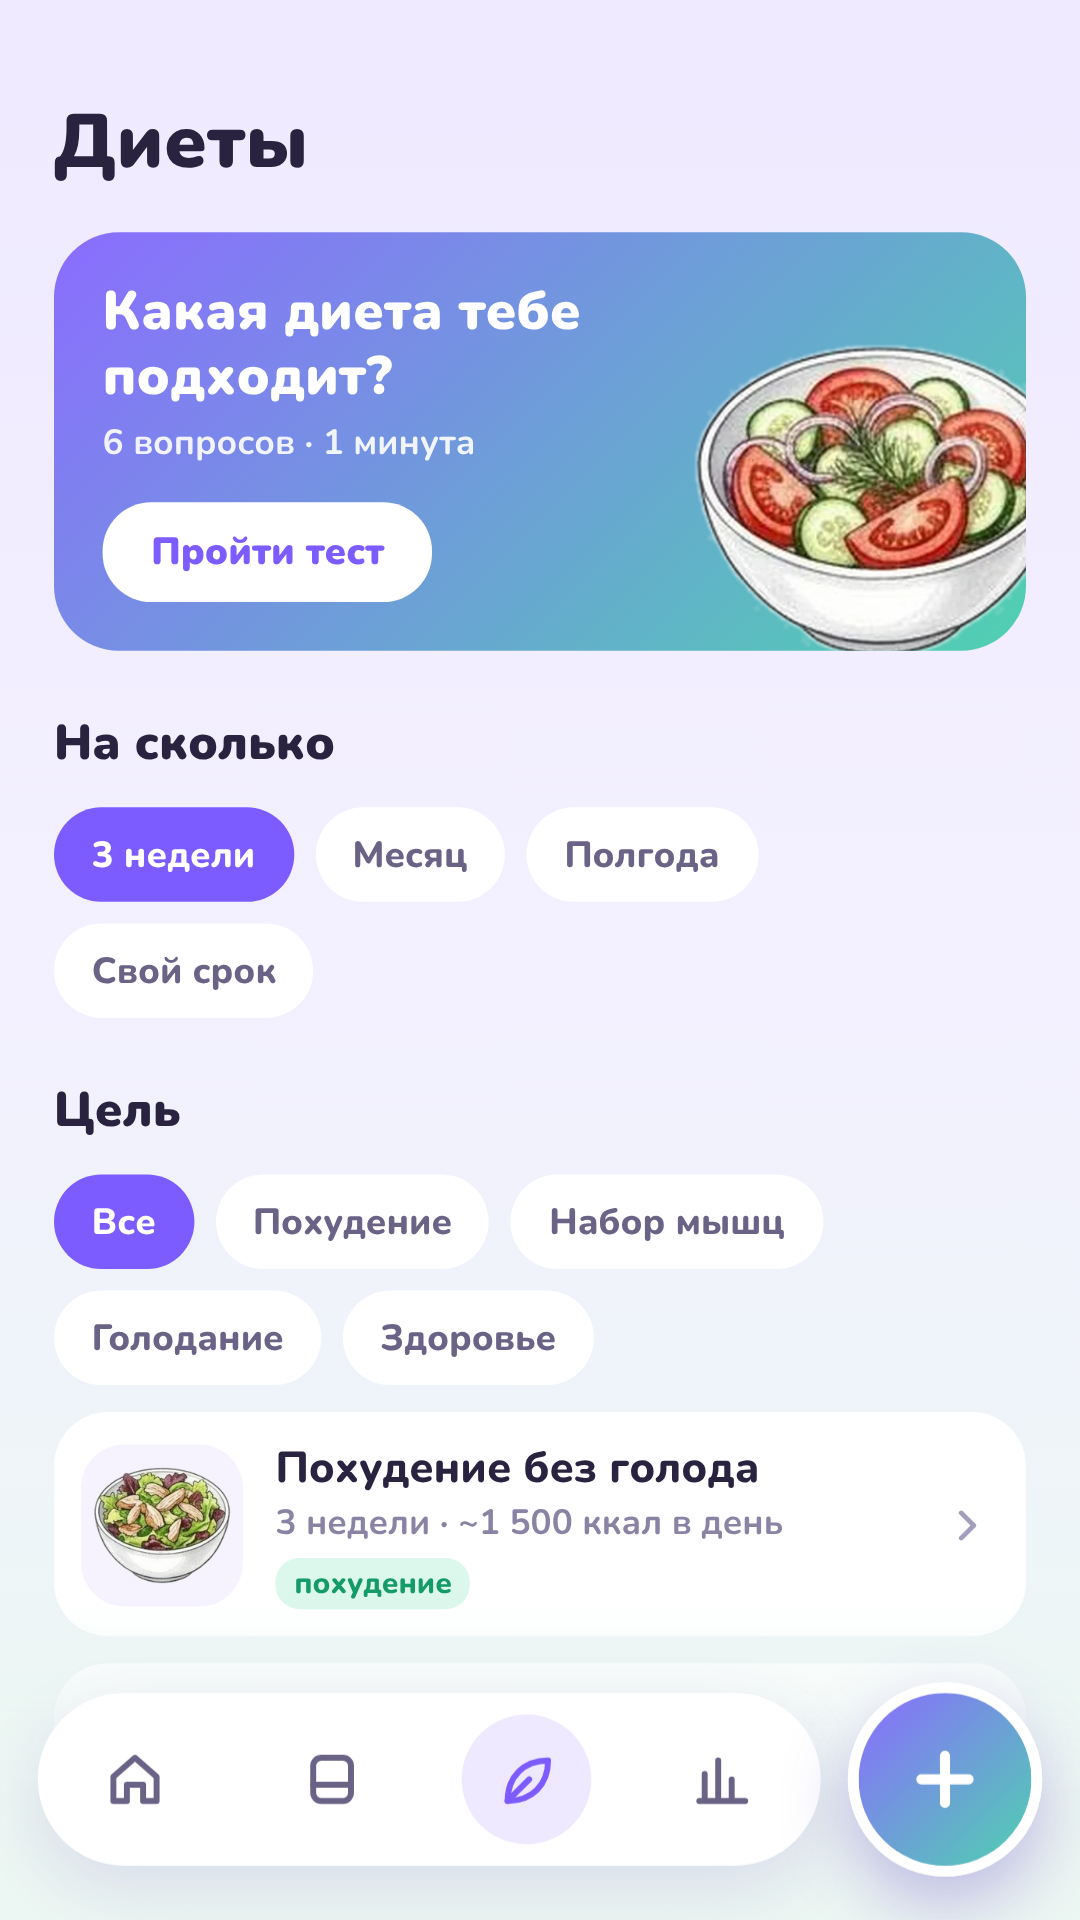 Диеты
Какая диета тебе
подходит?
6 вопросов · 1 минута
Пройти тест
На сколько
3 недели
Месяц
Полгода
Свой срок
Цель
Все
Похудение
Набор мышц
Голодание
Здоровье
Похудение без голода
3 недели · ~1 500 ккал в день
похудение